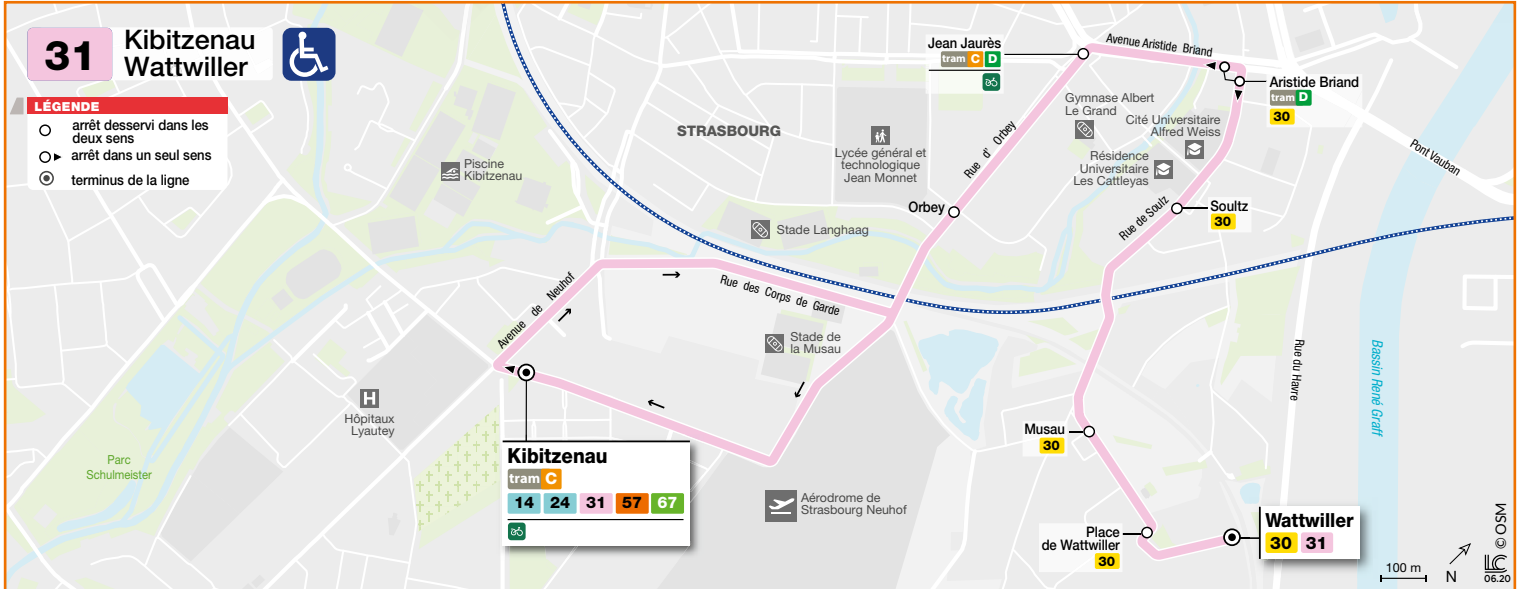 31
Kibitzenau
Wattwiller
LÉGENDE
arrêt desservi dans les
deux sens
arrêt dans un seul sens
terminus de la ligne
Piscine
Kibitzenau
STRASBOURG
Lycée général et
technologique
Jean Monnet
Jean Jaurès
tram C D
Avenue Aristide Briand
Aristide Briand
tram D
30
Gymnase Albert
Le Grand
Cité Universitaire
Alfred Weiss
Résidence
Universitaire
Les Cattleyas
Pont Vauban
Rue d' Orbey
Orbey
Soultz
30
Rue de Soulz
Stade Langhaag
Avenue de Neuhof
Rue des Corps de Garde
Stade de
la Musau
Rue du Havre
Bassin René Graff
H
Hôpitaux
Lyautey
Parc
Schulmeister
Kibitzenau
tram C
14 24 31 57 67
Musau
30
Aérodrome de
Strasbourg Neuhof
Place
de Wattwiller
30
Wattwiller
30 31
100 m
N
LC
06.20
© OSM